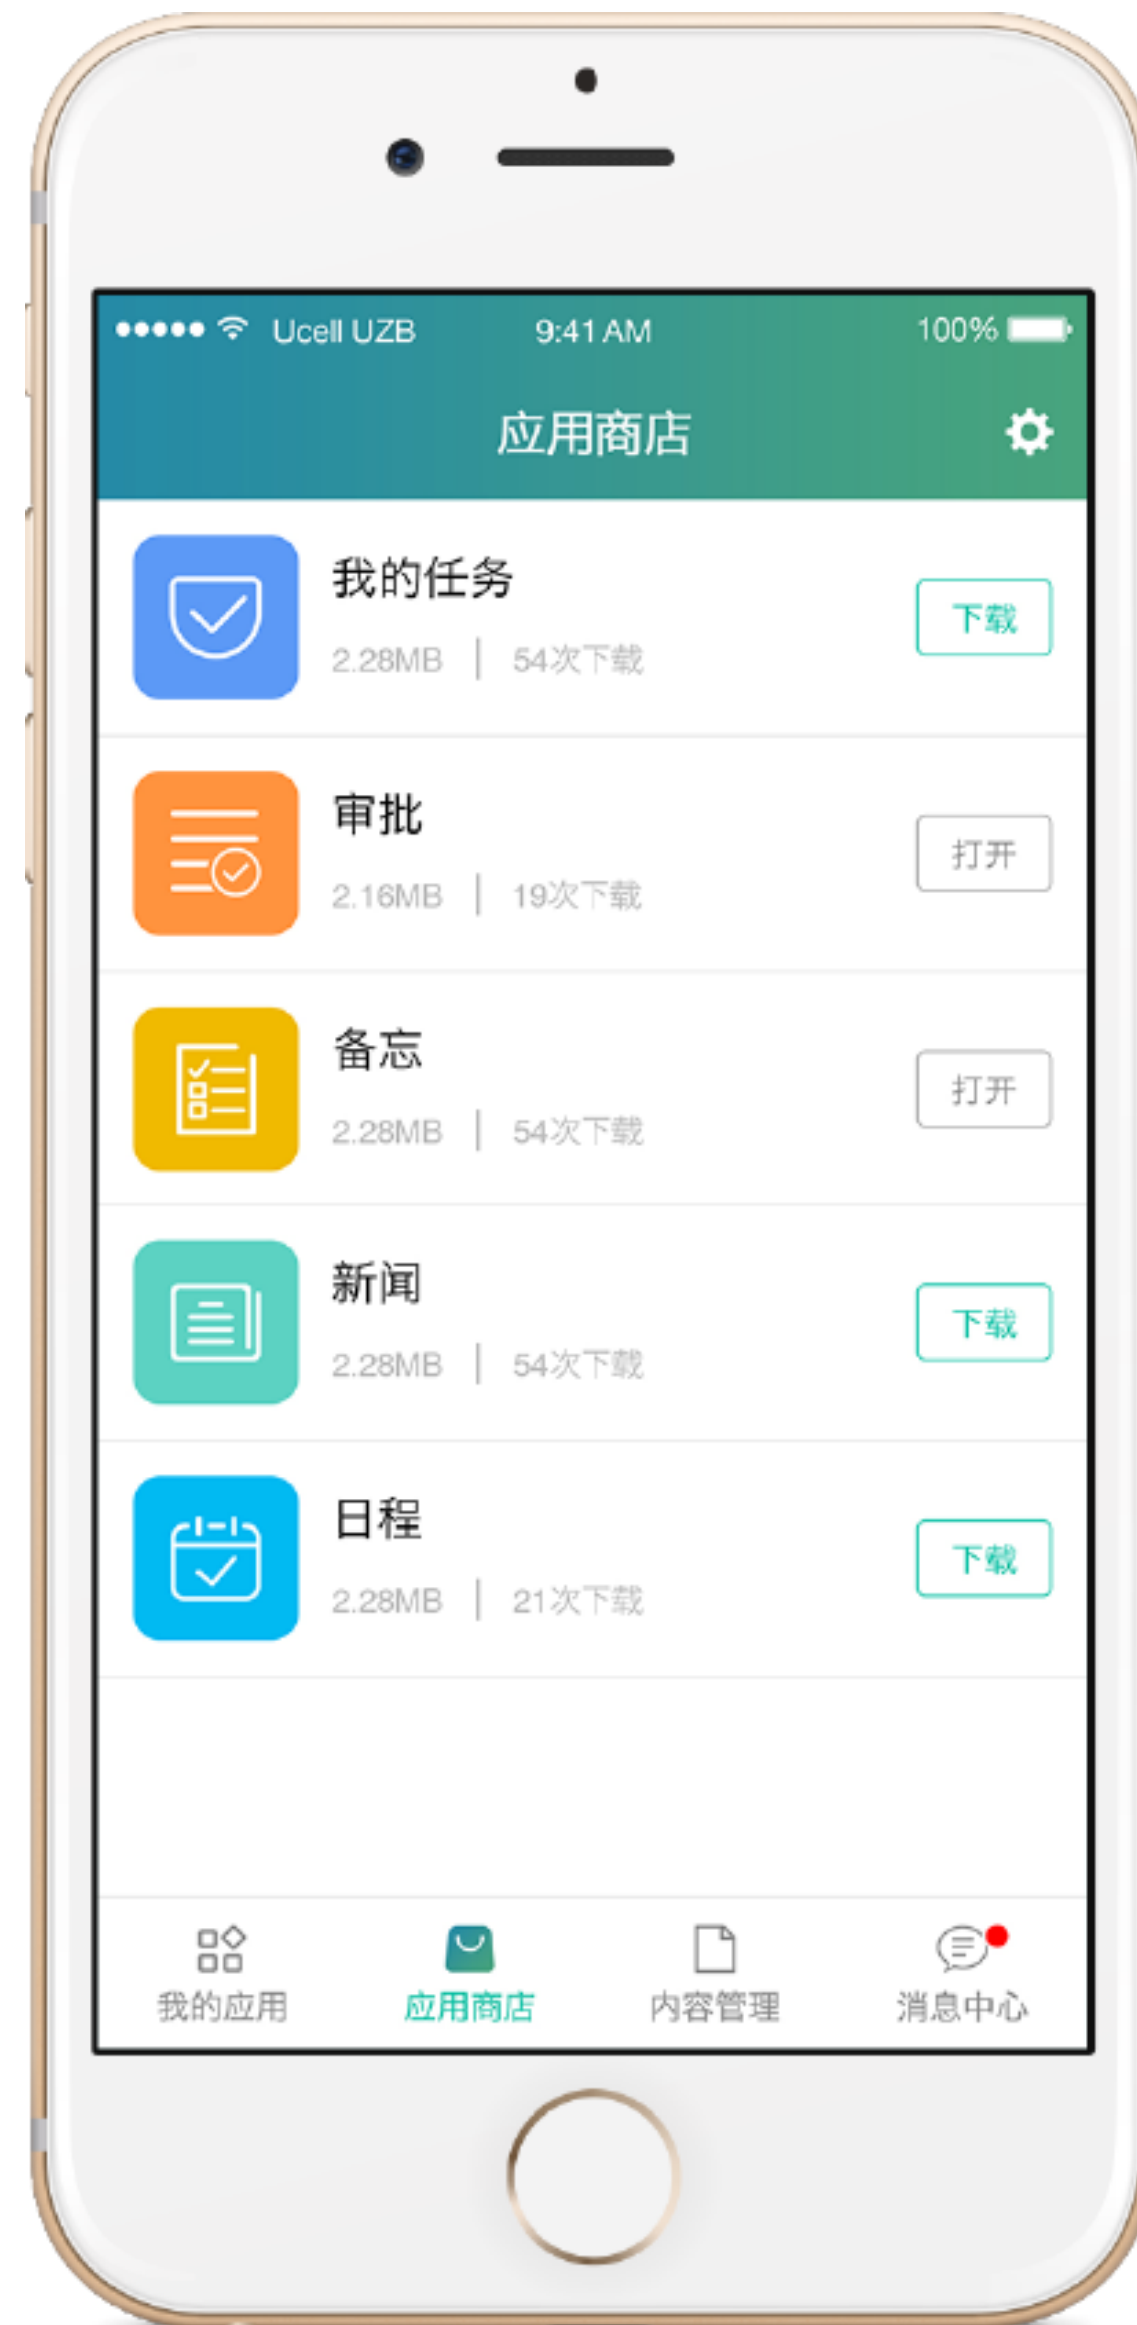 Ucell UZB 9:41 AM 100%
应用商店
我的任务
2.28MB | 54次下载
下载
审批
2.16MB | 19次下载
打开
备忘
2.28MB | 54次下载
打开
新闻
2.28MB | 54次下载
下载
日程
2.28MB | 21次下载
下载
我的应用 应用商店 内容管理 消息中心